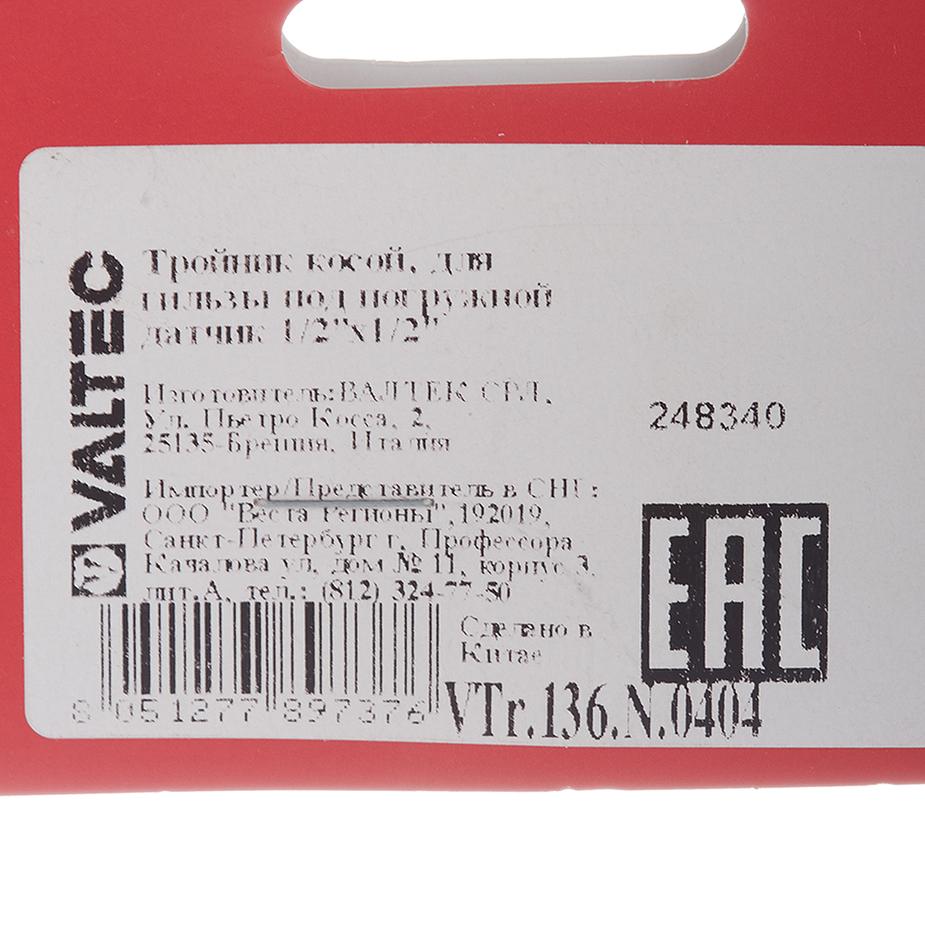 VALTEC
Тройник косой, для
гильзы под погружной
датчик 1/2"x1/2"
Изготовитель:ВАЛТЕК СРЛ,
Ул. Пьетро Косса, 2,
25135-Брешия, Италия
248340
Импортер/Представитель в СНГ:
ООО "Веста Регионы",192019,
Санкт-Петербург г, Профессора
Качалова ул, дом № 11, корпус 3,
лит.А, тел.: (812) 324-77-50
EAC
Сделано в
Китае
8 051277 897376
VTr.136.N.0404